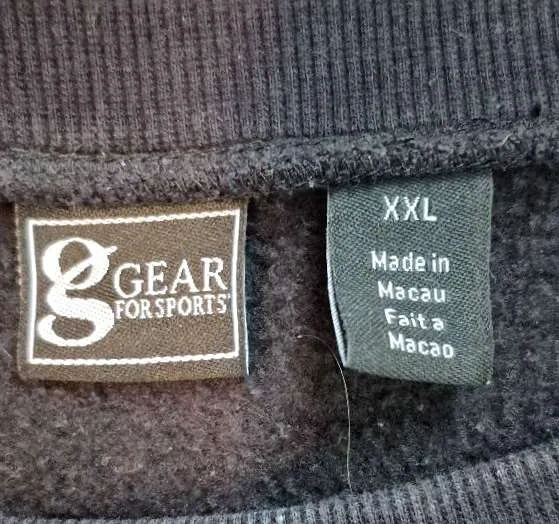 g GEAR
FOR SPORTS'
XXL
Made in
Macau
Fait a
Macao